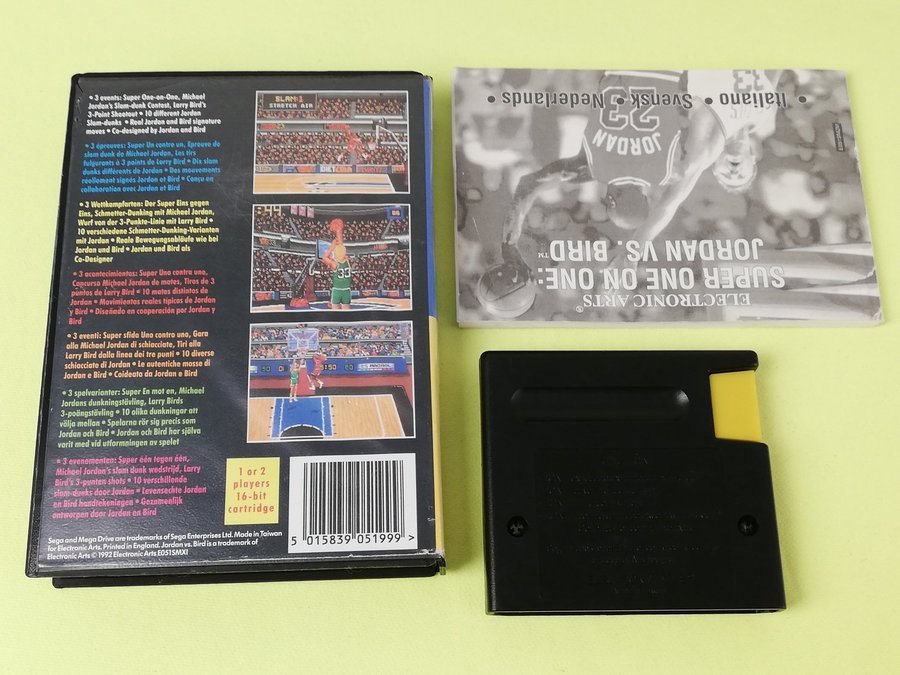 • 3 events: Super One-on-One, Michael
Jordan's Slam-dunk Contest, Larry Bird's
3-Point Shootout • 10 different
Slam-dunks • Real Jordan and Bird signature
moves • Co-designed by Jordan and Bird
• 3 épreuves: Super Un contre un, Epreuve de
slam dunk de Michael Jordan, Les tirs
fulgurants à 3 points de Larry Bird • Dix slam
dunks différents de Jordan • Des mouvements
réellement signés Jordan et Bird • Conçu en
collaboration avec Jordan et Bird
• 3 Wettkampfarten: Der Super Eins gegen
Eins, Schmetter-Dunking mit Michael Jordan,
Wurf von der 3-Punkte-Linie mit Larry Bird •
10 verschiedene Schmetter-Dunking-Varianten
mit Jordan • Reale Bewegungsabläufe wie bei
Jordan und Bird • Jordan und Bird als
Co-Designer
• 3 acontecimientos: Super Uno contra uno,
Concurso Michael Jordan de mates, Tiros de 3
puntos de Larry Bird • 10 mates distintos de
Jordan • Movimientos reales típicos de Jordan
y Bird • Diseñado en cooperación por Jordan y
Bird
• 3 eventi: Super sfida Uno contro uno, Gara
alla Michael Jordan di schiacciate, Tiri alla
Larry Bird dalla linea dei tre punti • 10 diverse
schiacciate di Jordan • Le autentiche mosse di
Jordan e Bird • Coideato da Jordan e Bird
• 3 spelvarianter: Super En mot en, Michael
Jordans dunkningstävling, Larry Birds
3-poängstävling • 10 olika dunkningar att
välja mellan • Spelarna rör sig precis som
Jordan och Bird • Jordan och Bird har själva
varit med vid utformningen av spelet
• 3 evenementen: Super één tegen één,
Michael Jordan's slam dunk wedstrijd, Larry
Bird's 3-punten shots • 10 verschillende
slam-dunks door Jordan • Levensechte Jordan
en Bird handtekeningen • Gezamenlijk
ontworpen door Jordan en Bird
SLAM:1
STRETCH AIR
:44
33
1 or 2
players
16-bit
cartridge
5 015839 051999 >
Sega and Mega Drive are trademarks of Sega Enterprises Ltd. Made in Taiwan
for Electronic Arts. Printed in England. Jordan vs. Bird is a trademark of
Electronic Arts © 1992 Electronic Arts E051SMXI
ELECTRONIC ARTS
SUPER ONE ON ONE:
JORDAN VS. BIRD™
JORDAN
23
33
• Italiano • Svensk • Nederlands •